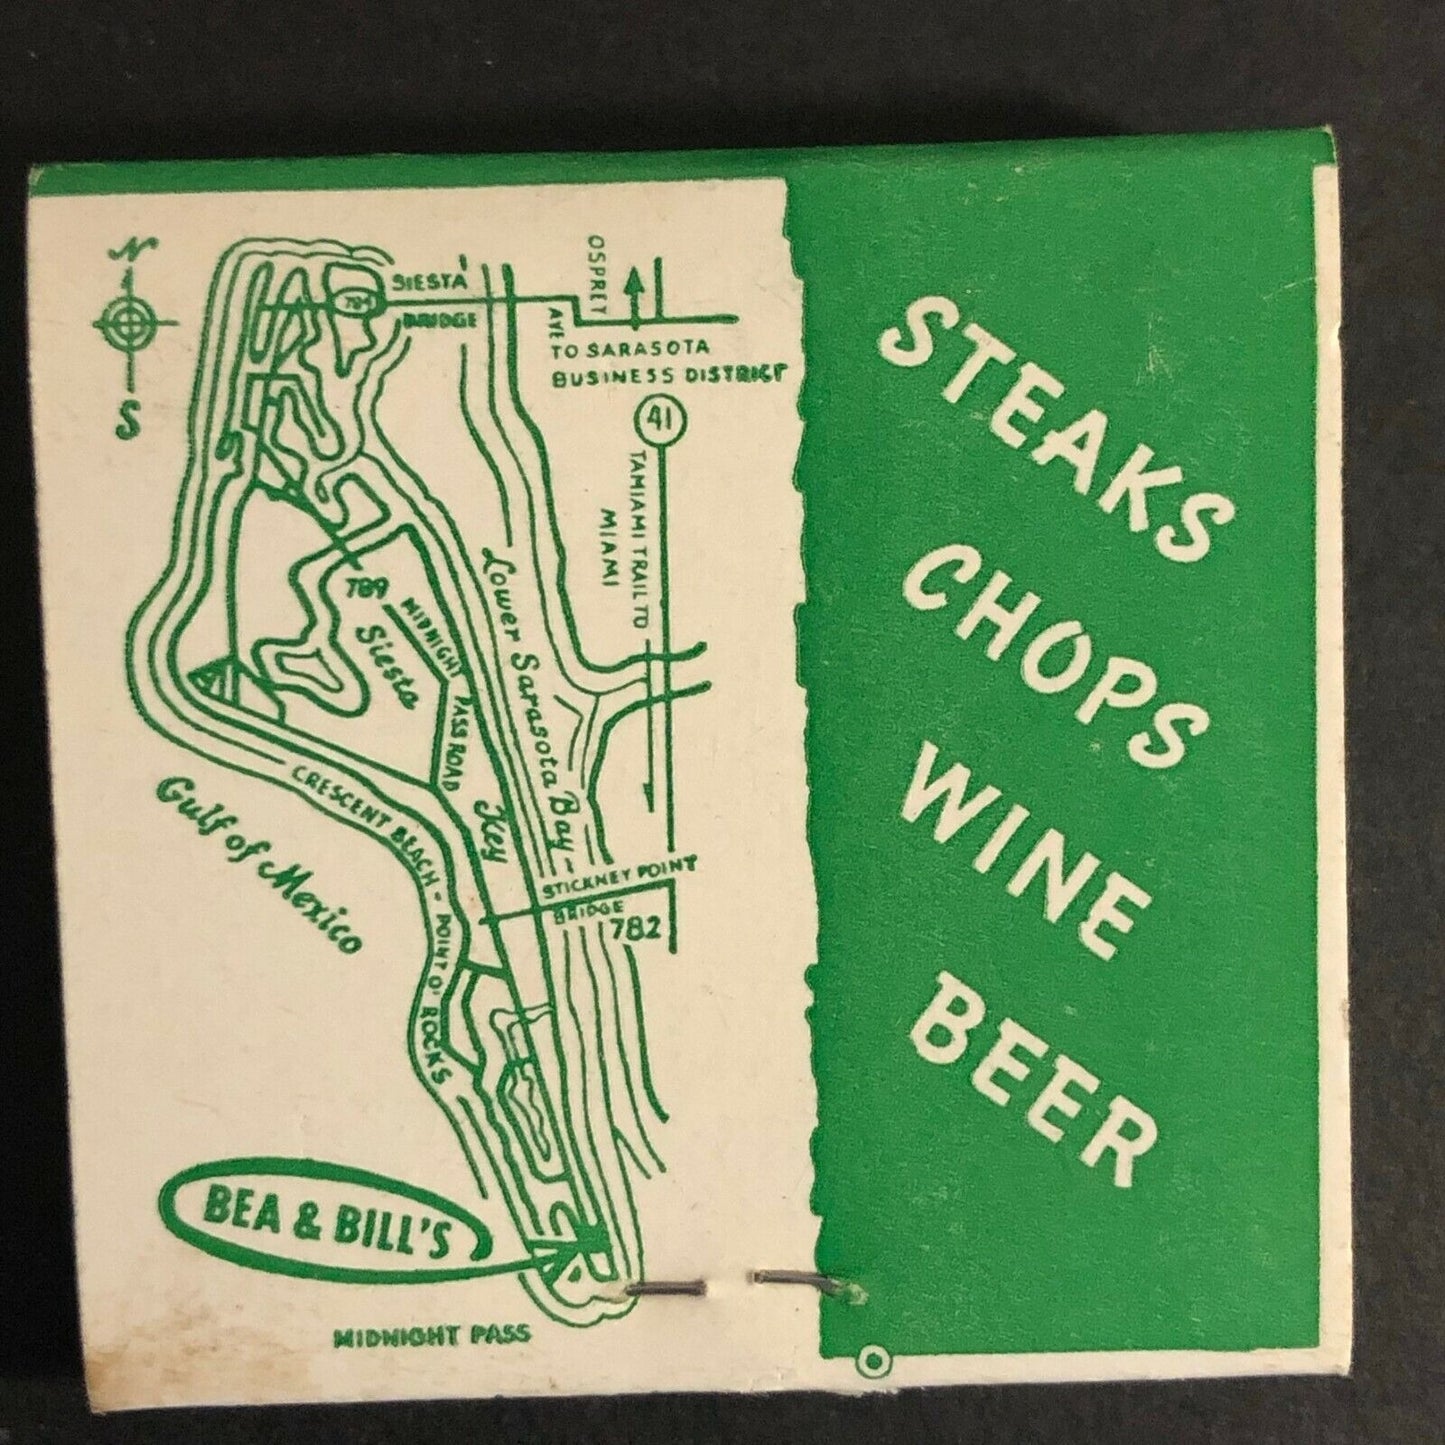 N
S
SIESTA
BRIDGE
789
OSPREY
AVE
TO SARASOTA
BUSINESS DISTRICT
41
TAMIAMI TRAIL TO
MIAMI
789
MIDNIGHT PASS ROAD
Siesta
Key
Lower Sarasota Bay
CRESCENT BEACH - POINT O' ROCKS
Gulf of Mexico
STICKNEY POINT
BRIDGE
782
BEA & BILL'S
MIDNIGHT PASS
STEAKS
CHOPS
WINE
BEER